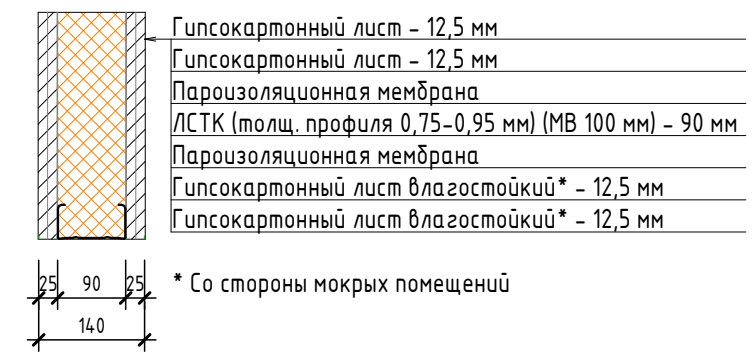 Гипсокартонный лист - 12,5 мм
Гипсокартонный лист - 12,5 мм
Пароизоляционная мембрана
ЛСТК (толщ. профиля 0,75-0,95 мм) (МВ 100 мм) - 90 мм
Пароизоляционная мембрана
Гипсокартонный лист влагостойкий* - 12,5 мм
Гипсокартонный лист влагостойкий* - 12,5 мм
25 90 25
* Со стороны мокрых помещений
140